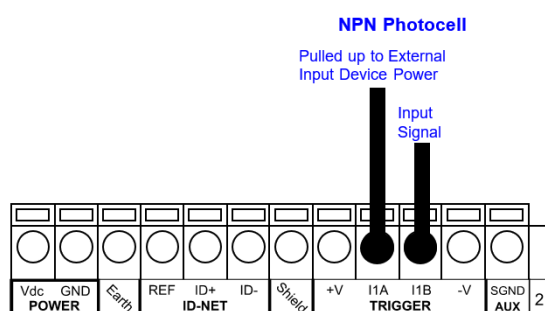 NPN Photocell
Pulled up to External
Input Device Power
Input
Signal
Vdc GND Earth REF ID+ ID- Shield +V I1A I1B -V SGND
POWER ID-NET TRIGGER AUX
2